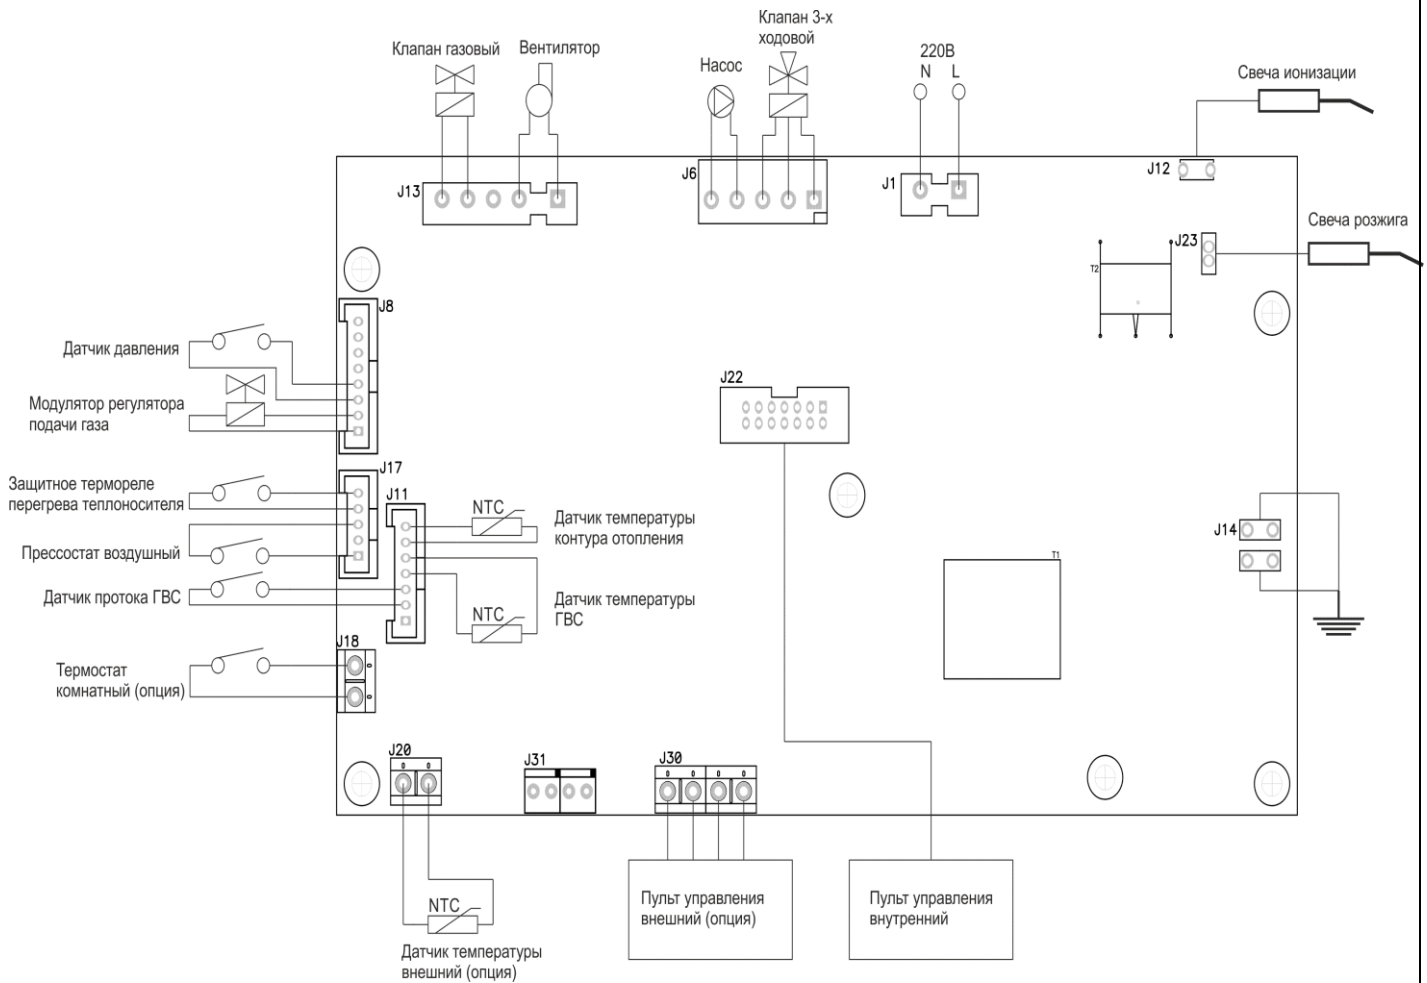 Клапан 3-х
ходовой
Клапан газовый
Вентилятор
Насос
220В
N L
Свеча ионизации
J13
J6
J1
J12
Свеча розжига
J23
T2
J8
Датчик давления
Модулятор регулятора
подачи газа
J22
J17
Защитное термореле
перегрева теплоносителя
J11
NTC
Датчик температуры
контура отопления
J14
Прессостат воздушный
T1
Датчик протока ГВС
NTC
Датчик температуры
ГВС
J18
Термостат
комнатный (опция)
J20
J31
J30
NTC
Датчик температуры
внешний (опция)
Пульт управления
внешний (опция)
Пульт управления
внутренний